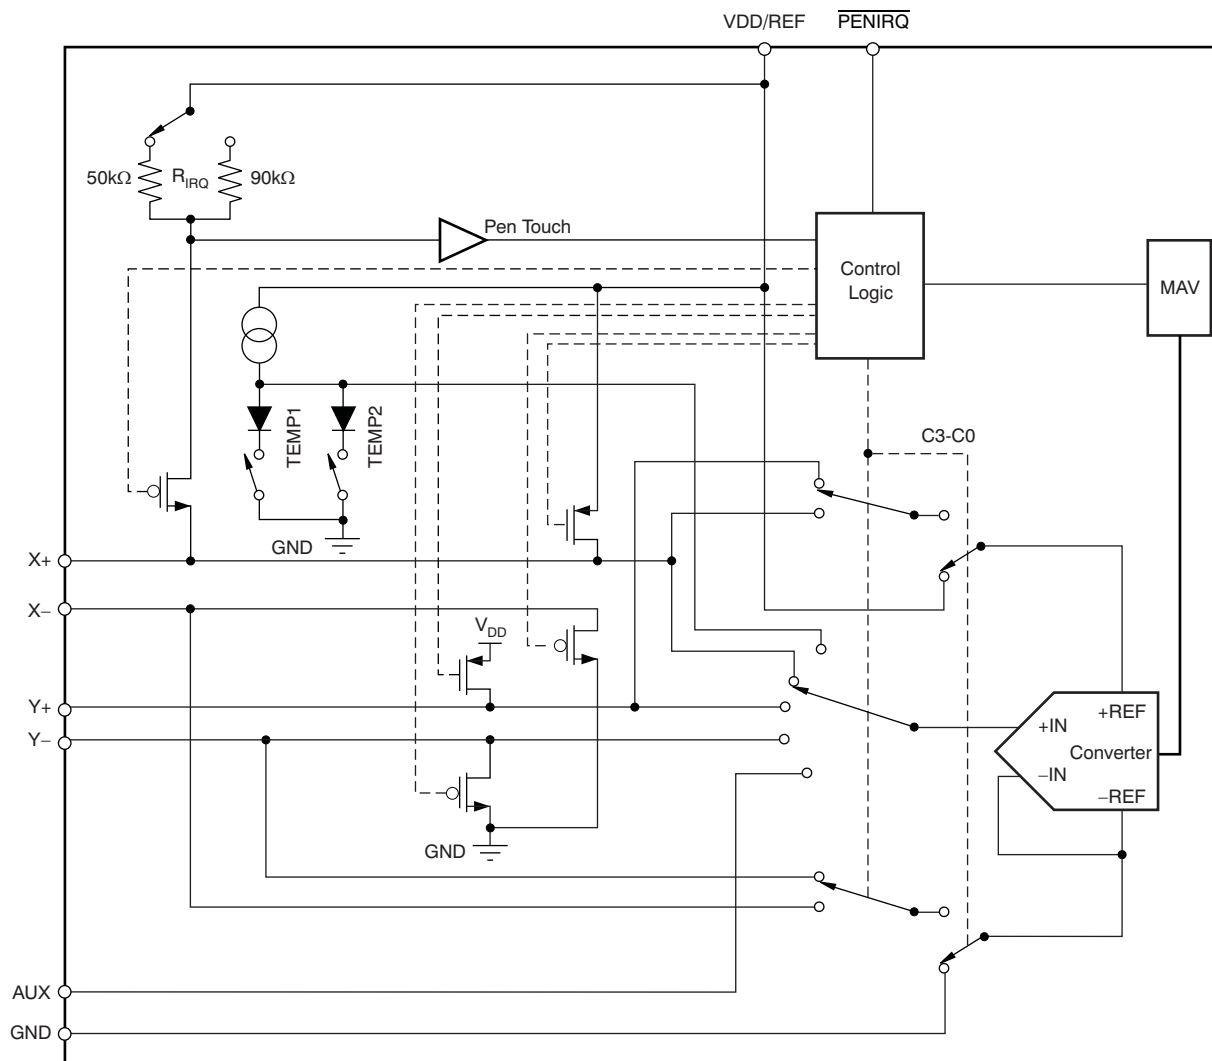 VDD/REF
PENIRQ
50kΩ
RIRQ
90kΩ
Pen Touch
Control
Logic
MAV
TEMP1
TEMP2
C3-C0
GND
X+
X–
VDD
Y+
Y–
+IN
+REF
Converter
–IN
–REF
GND
AUX
GND